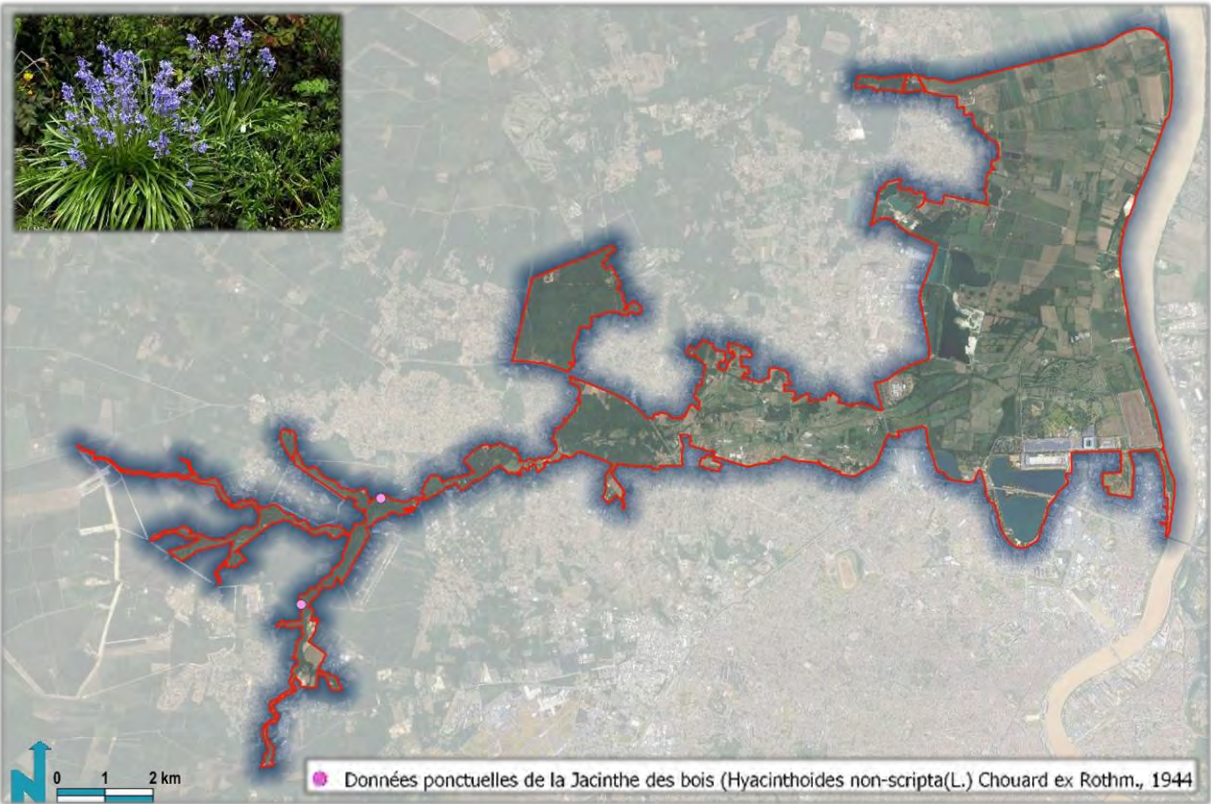 N
0 1 2 km
Données ponctuelles de la Jacinthe des bois (Hyacinthoides non-scripta(L.) Chouard ex Rothm., 1944